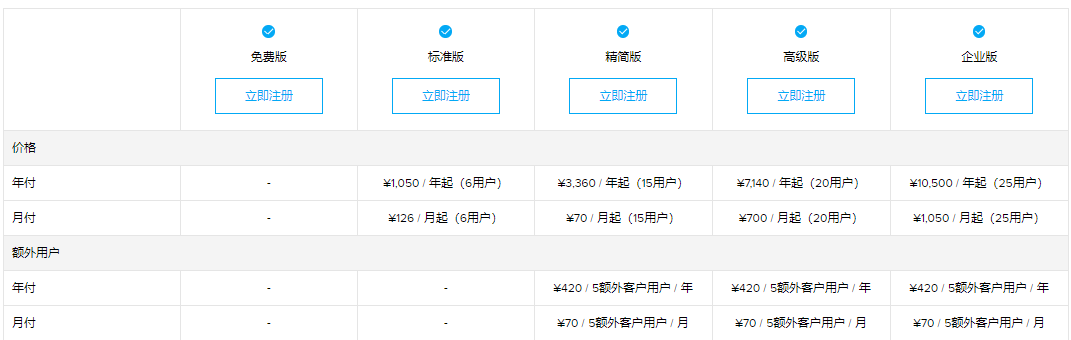 免费版 标准版 精简版 高级版 企业版
立即注册 立即注册 立即注册 立即注册 立即注册
价格
年付 - ¥1,050 / 年起（6用户） ¥3,360 / 年起（15用户） ¥7,140 / 年起（20用户） ¥10,500 / 年起（25用户）
月付 - ¥126 / 月起（6用户） ¥70 / 月起（15用户） ¥700 / 月起（20用户） ¥1,050 / 月起（25用户）
额外用户
年付 - - ¥420 / 5额外客户用户 / 年 ¥420 / 5额外客户用户 / 年 ¥420 / 5额外客户用户 / 年
月付 - - ¥70 / 5额外客户用户 / 月 ¥70 / 5额外客户用户 / 月 ¥70 / 5额外客户用户 / 月